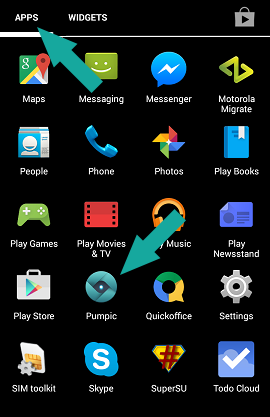 APPS WIDGETS
Maps Messaging Messenger Motorola
Migrate
People Phone Photos Play Books
Play Games Play Movies
& TV Music Play
Newsstand
Play Store Pumpic Quickoffice Settings
SIM toolkit Skype SuperSU Todo Cloud